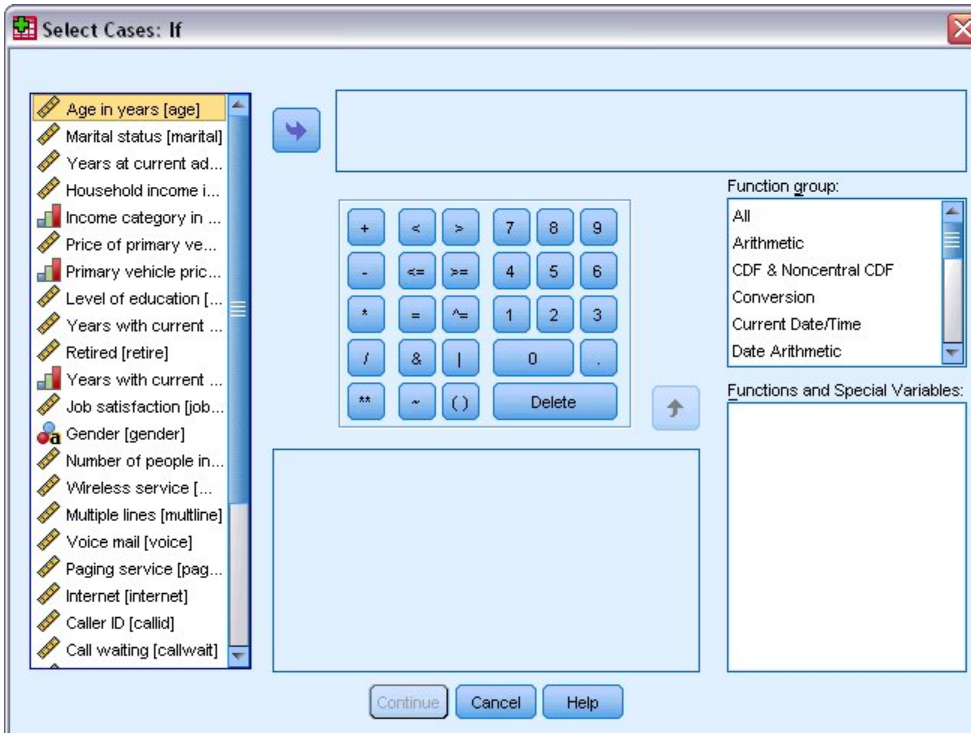 Select Cases: If
Age in years [age]
Marital status [marital]
Years at current ad...
Household income i...
Income category in ...
Price of primary ve...
Primary vehicle pric...
Level of education [...
Years with current ...
Retired [retire]
Years with current ...
Job satisfaction [job...
Gender [gender]
Number of people in...
Wireless service [...
Multiple lines [multline]
Voice mail [voice]
Paging service [pag...
Internet [internet]
Caller ID [callid]
Call waiting [callwait]
+ < > 7 8 9
- <= >= 4 5 6
* = ^= 1 2 3
/ & | 0 .
** ~ ( ) Delete
Function group:
All
Arithmetic
CDF & Noncentral CDF
Conversion
Current Date/Time
Date Arithmetic
Functions and Special Variables:
Continue Cancel Help